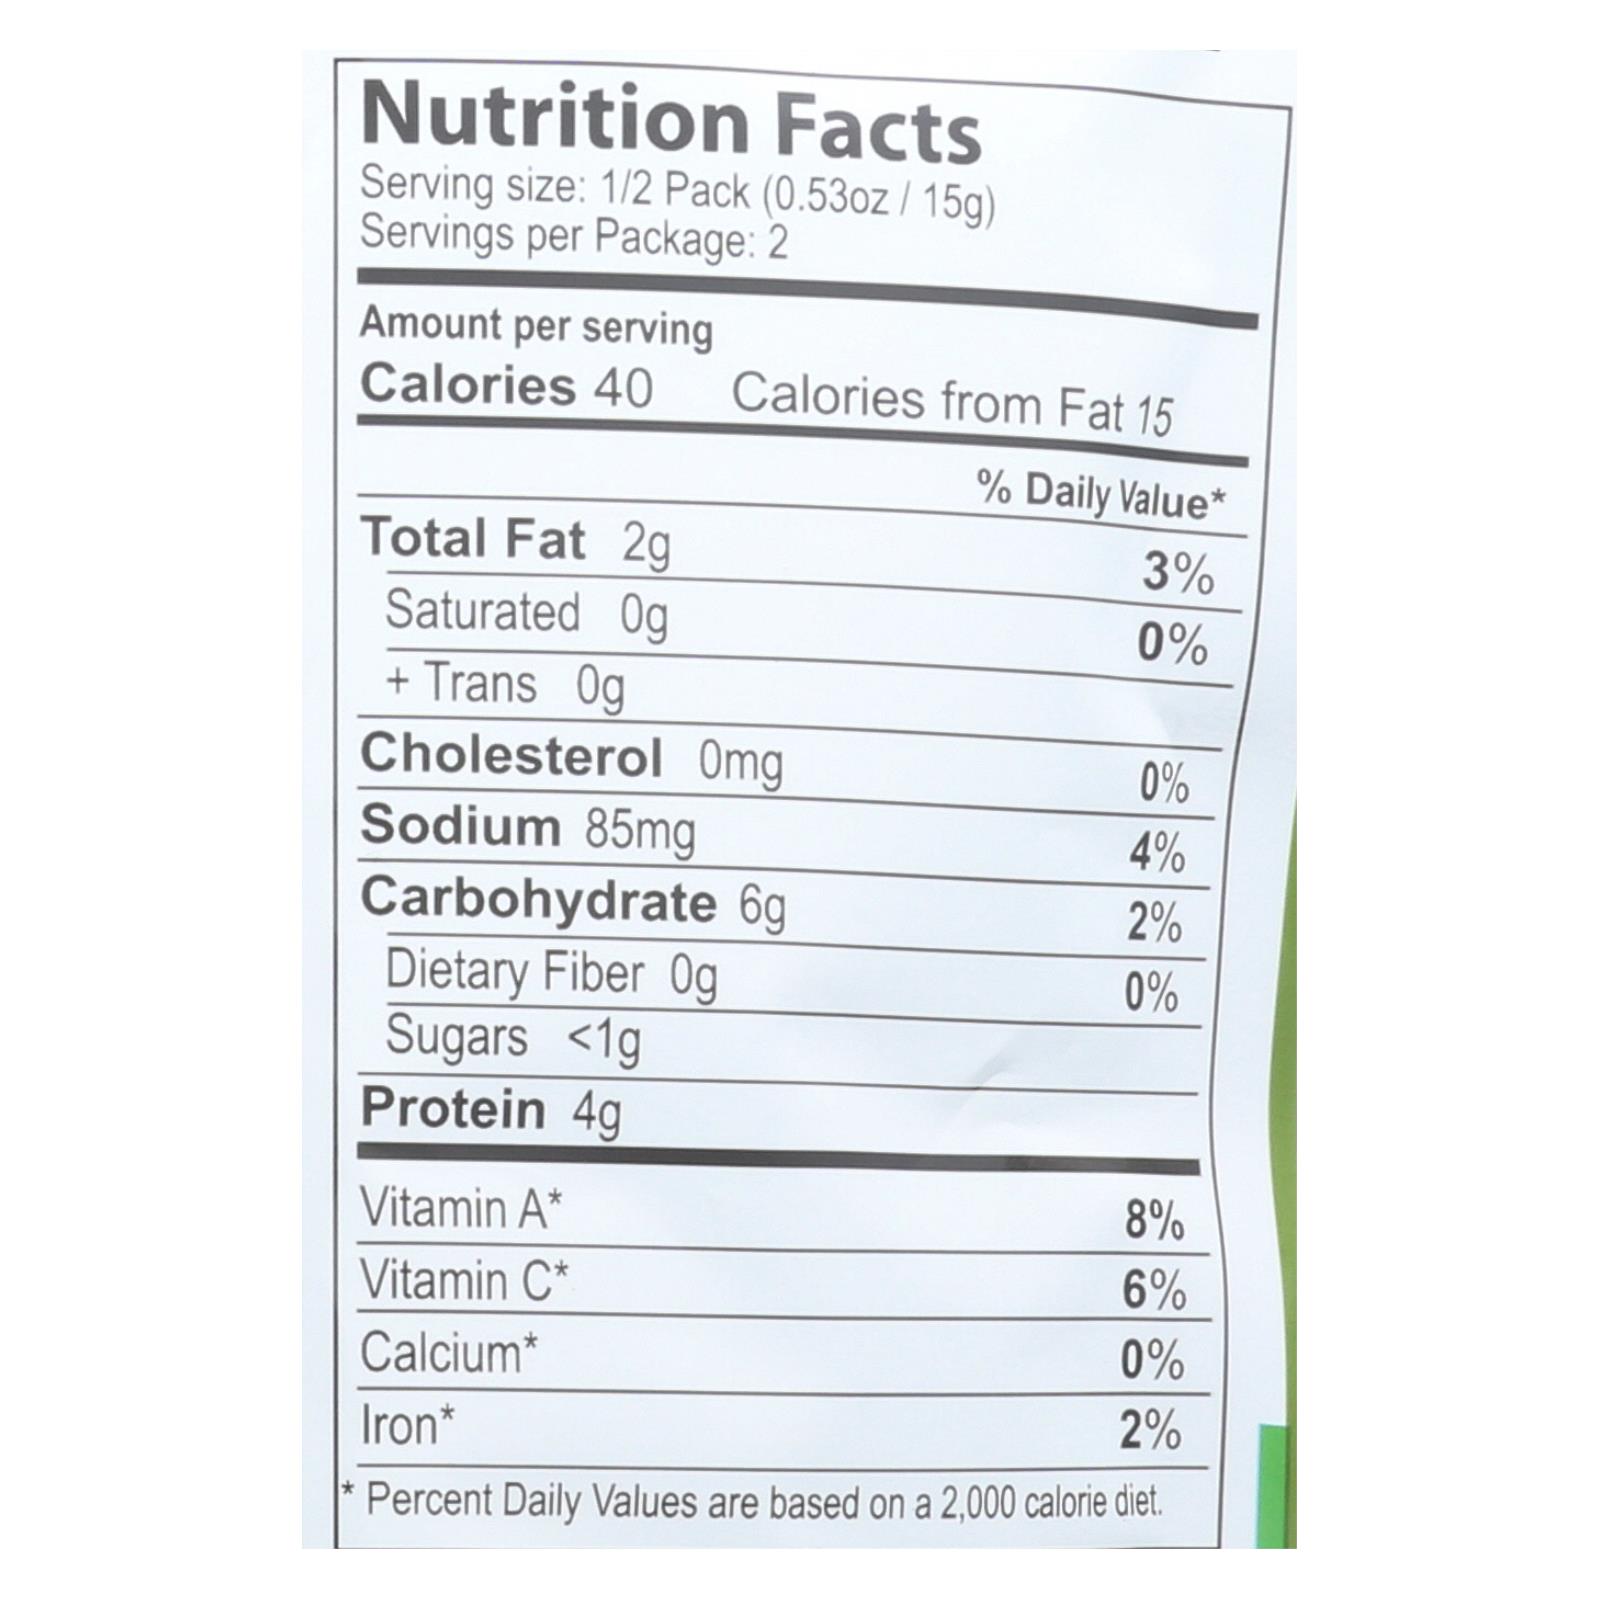 Nutrition Facts
Serving size: 1/2 Pack (0.53oz / 15g)
Servings per Package: 2
Amount per serving
Calories 40 Calories from Fat 15
% Daily Value*
Total Fat 2g 3%
Saturated 0g 0%
+ Trans 0g
Cholesterol 0mg 0%
Sodium 85mg 4%
Carbohydrate 6g 2%
Dietary Fiber 0g 0%
Sugars <1g
Protein 4g
Vitamin A* 8%
Vitamin C* 6%
Calcium* 0%
Iron* 2%
* Percent Daily Values are based on a 2,000 calorie diet.